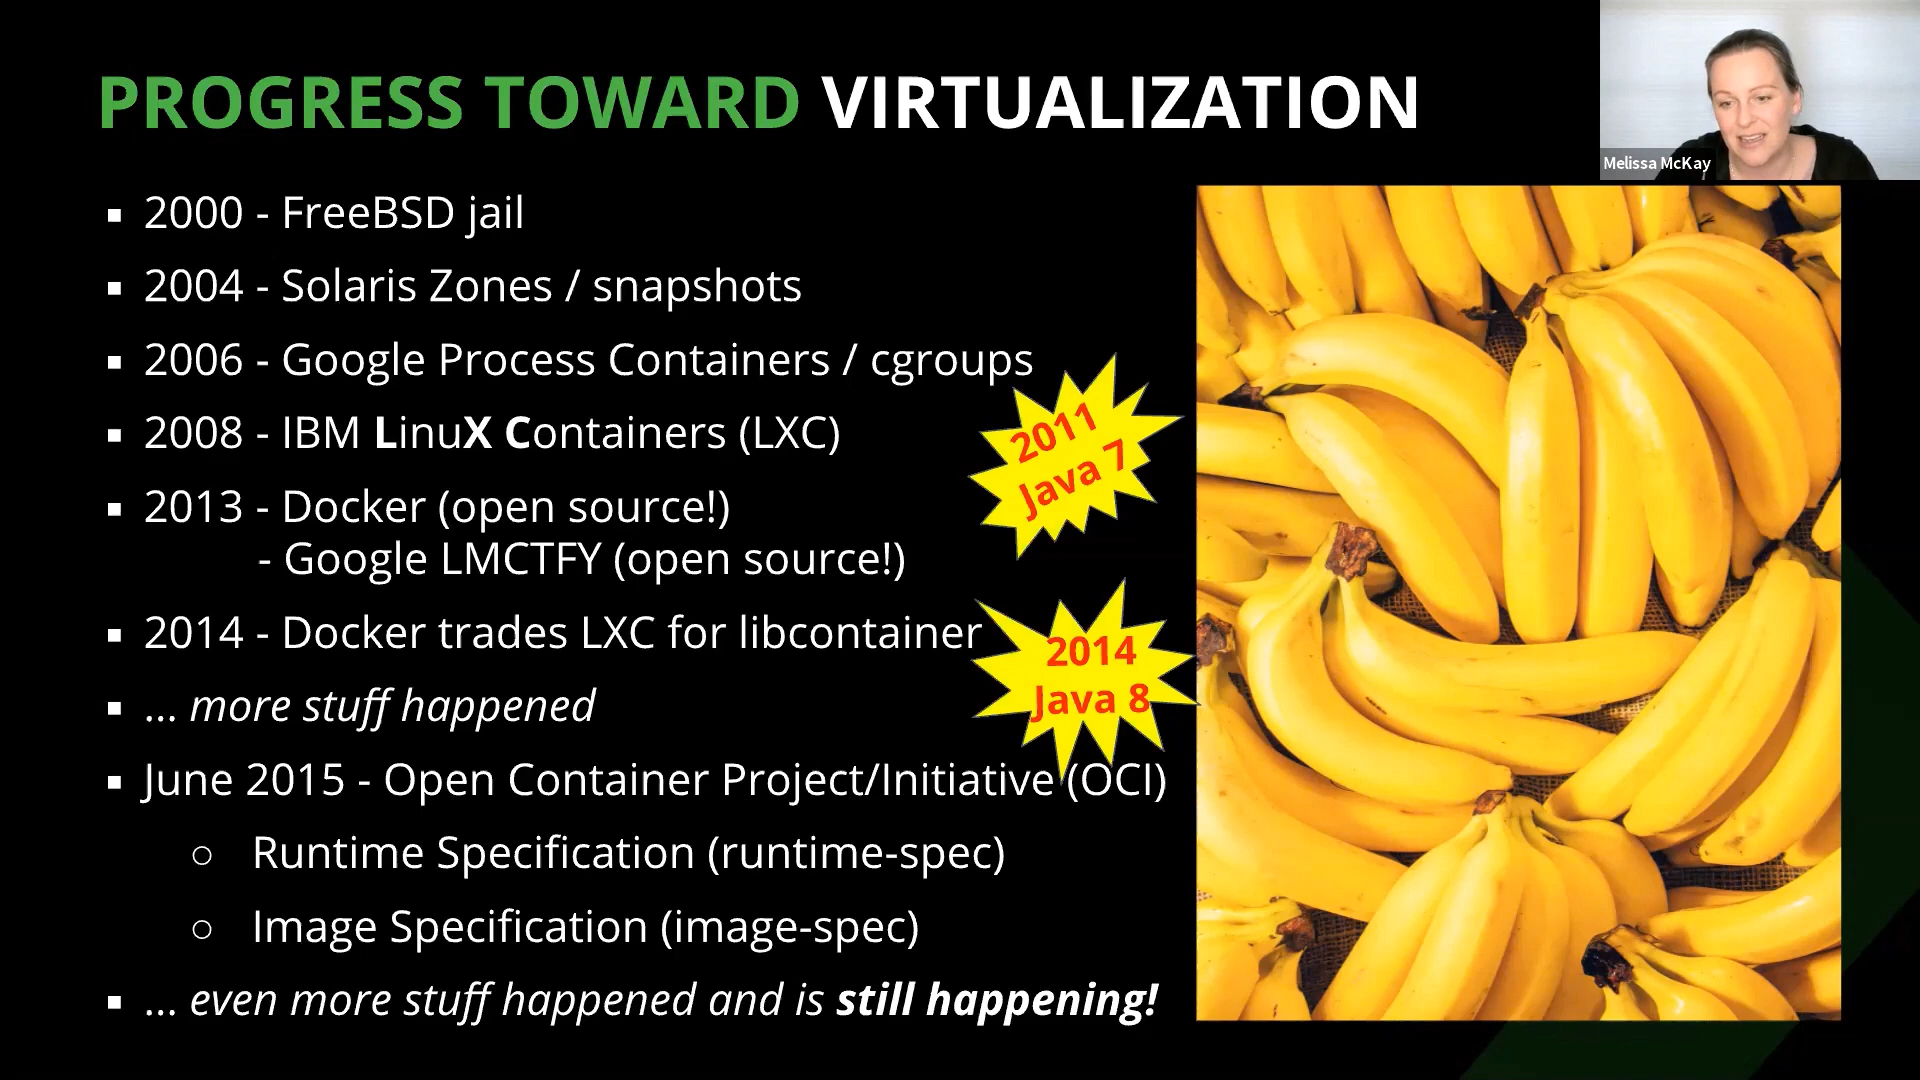 PROGRESS TOWARD VIRTUALIZATION
Melissa McKay
▪ 2000 - FreeBSD jail
▪ 2004 - Solaris Zones / snapshots
▪ 2006 - Google Process Containers / cgroups
▪ 2008 - IBM LinuX Containers (LXC)
2011
Java 7
▪ 2013 - Docker (open source!)
- Google LMCTFY (open source!)
▪ 2014 - Docker trades LXC for libcontainer
2014
Java 8
▪ ... more stuff happened
▪ June 2015 - Open Container Project/Initiative (OCI)
○ Runtime Specification (runtime-spec)
○ Image Specification (image-spec)
▪ ... even more stuff happened and is still happening!